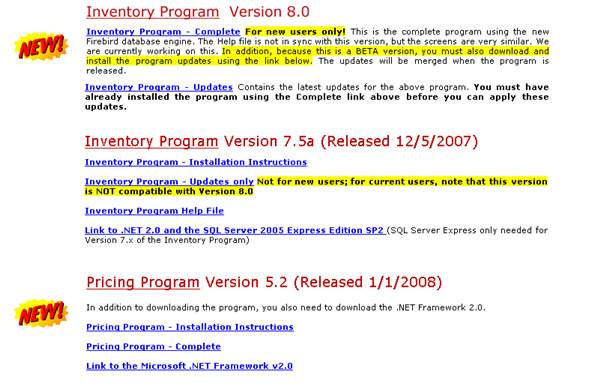 Inventory Program Version 8.0
NEW!
Inventory Program - Complete For new users only! This is the complete program using the new
Firebird database engine. The Help file is not in sync with this version, but the screens are very similar. We
are currently working on this. In addition, because this is a BETA version, you must also download and
install the program updates using the link below. The updates will be merged when the program is
released.
Inventory Program - Updates Contains the latest updates for the above program. You must have
already installed the program using the Complete link above before you can apply these
updates.
Inventory Program Version 7.5a (Released 12/5/2007)
Inventory Program - Installation Instructions
Inventory Program - Updates only Not for new users; for current users, note that this version
is NOT compatible with Version 8.0
Inventory Program Help File
Link to .NET 2.0 and the SQL Server 2005 Express Edition SP2 (SQL Server Express only needed for
Version 7.x of the Inventory Program)
Pricing Program Version 5.2 (Released 1/1/2008)
NEW!
In addition to downloading the program, you also need to download the .NET Framework 2.0.
Pricing Program - Installation Instructions
Pricing Program - Complete
Link to the Microsoft .NET Framework v2.0